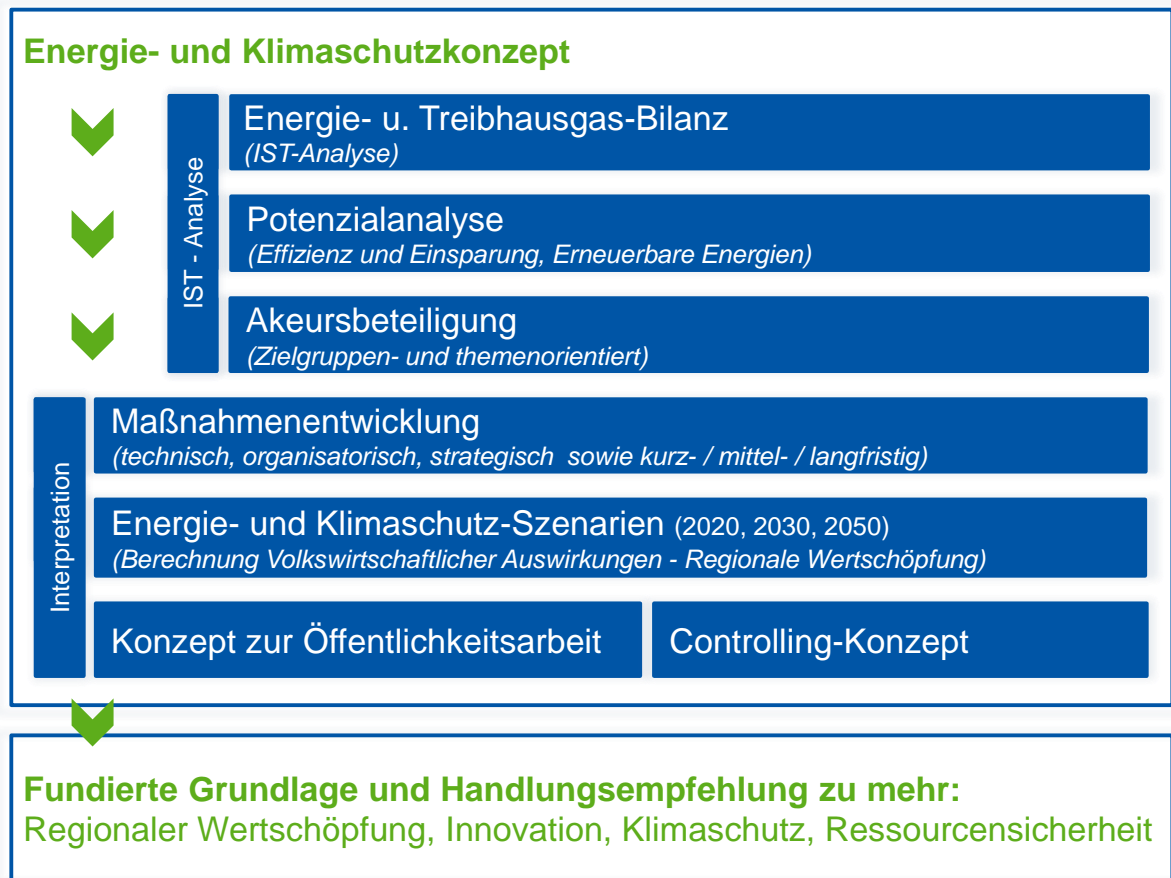 Energie- und Klimaschutzkonzept
IST - Analyse
Energie- u. Treibhausgas-Bilanz
(IST-Analyse)
Potenzialanalyse
(Effizienz und Einsparung, Erneuerbare Energien)
Akeursbeteiligung
(Zielgruppen- und themenorientiert)
Interpretation
Maßnahmenentwicklung
(technisch, organisatorisch, strategisch sowie kurz- / mittel- / langfristig)
Energie- und Klimaschutz-Szenarien (2020, 2030, 2050)
(Berechnung Volkswirtschaftlicher Auswirkungen - Regionale Wertschöpfung)
Konzept zur Öffentlichkeitsarbeit
Controlling-Konzept
Fundierte Grundlage und Handlungsempfehlung zu mehr:
Regionaler Wertschöpfung, Innovation, Klimaschutz, Ressourcensicherheit